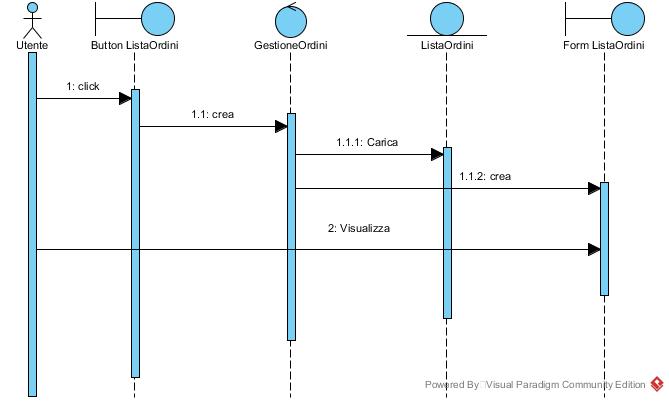 Utente
Button ListaOrdini
GestioneOrdini
ListaOrdini
Form ListaOrdini
1: click
1.1: crea
1.1.1: Carica
1.1.2: crea
2: Visualizza
Powered By Visual Paradigm Community Edition